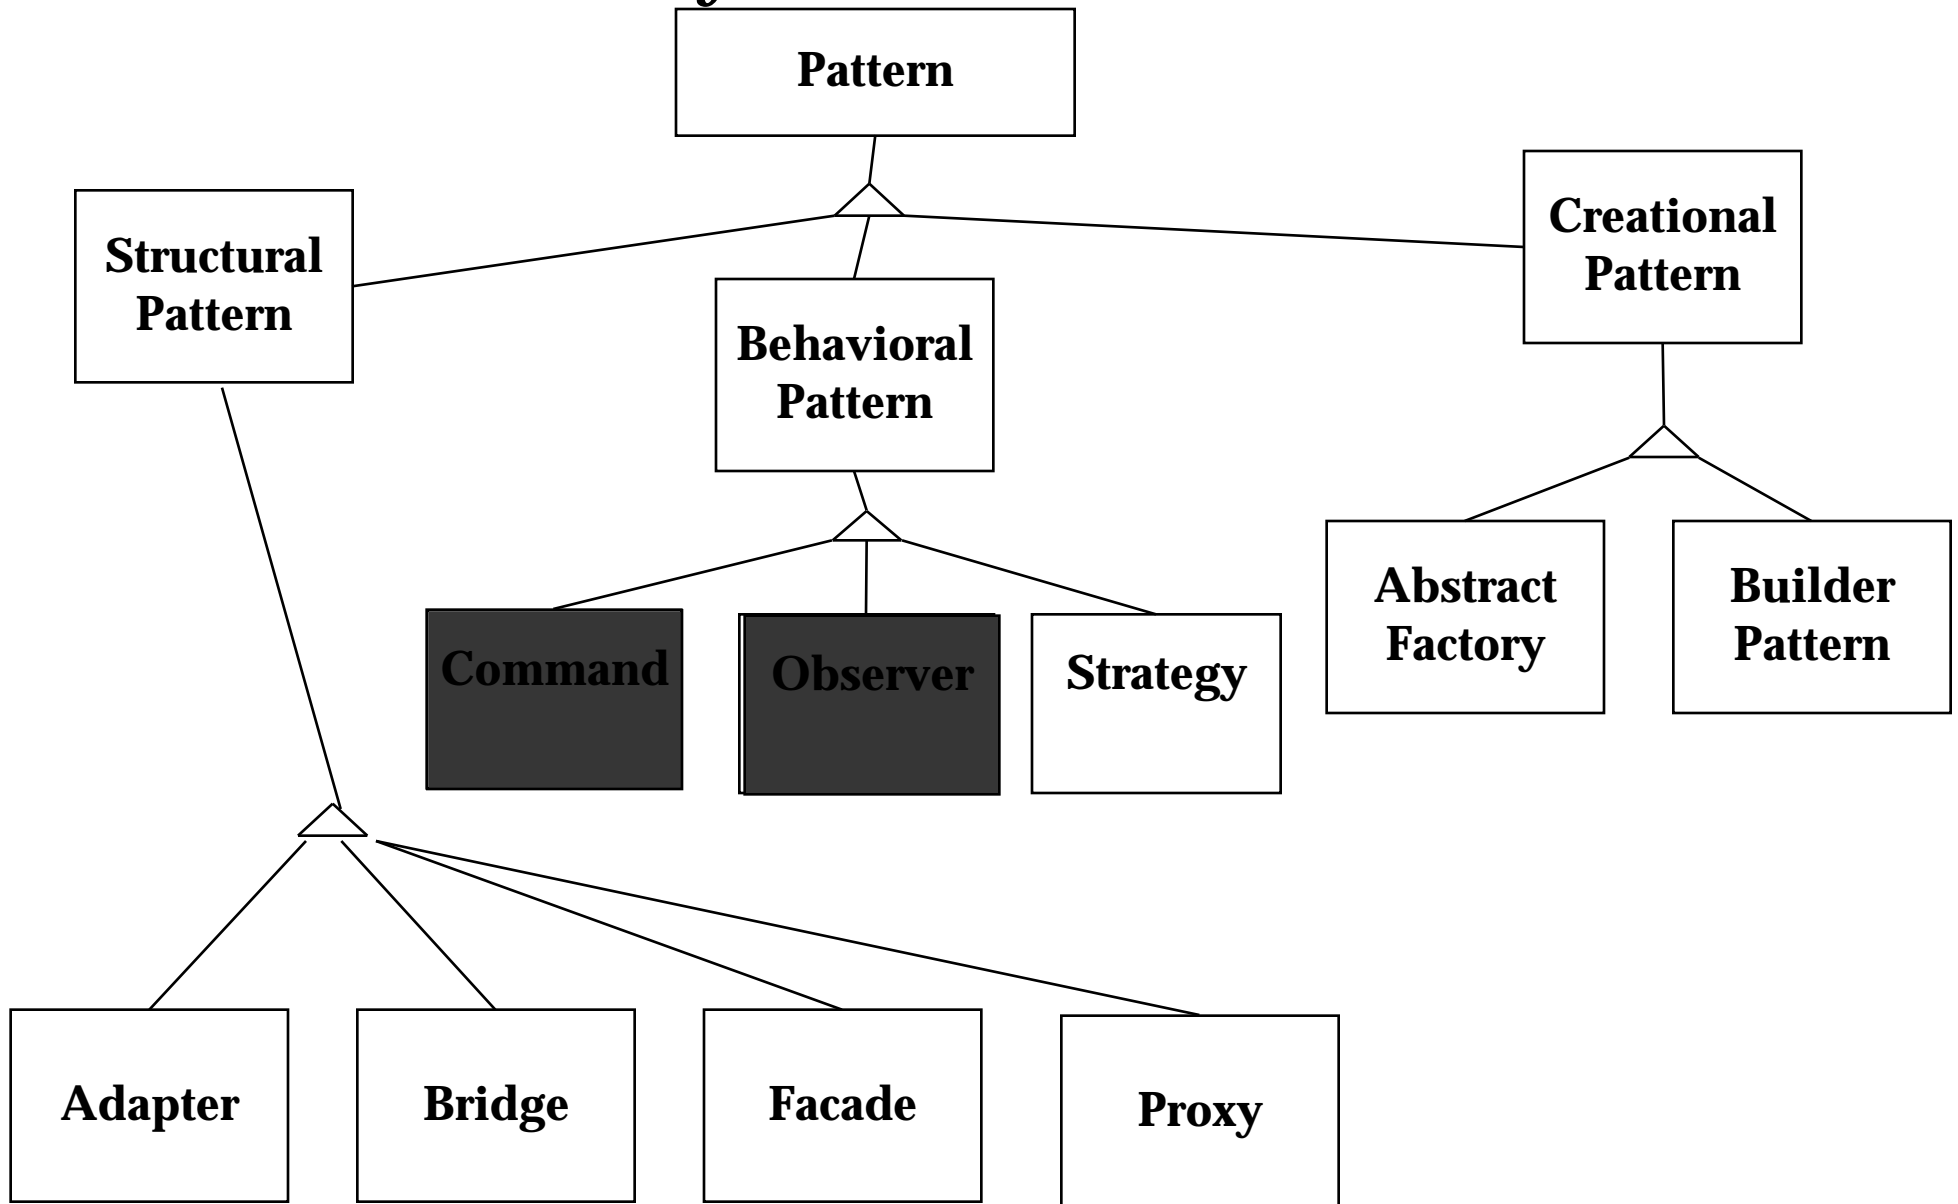 Pattern
Structural
Pattern
Behavioral
Pattern
Creational
Pattern
Command
Observer
Strategy
Abstract
Factory
Builder
Pattern
Adapter
Bridge
Facade
Proxy